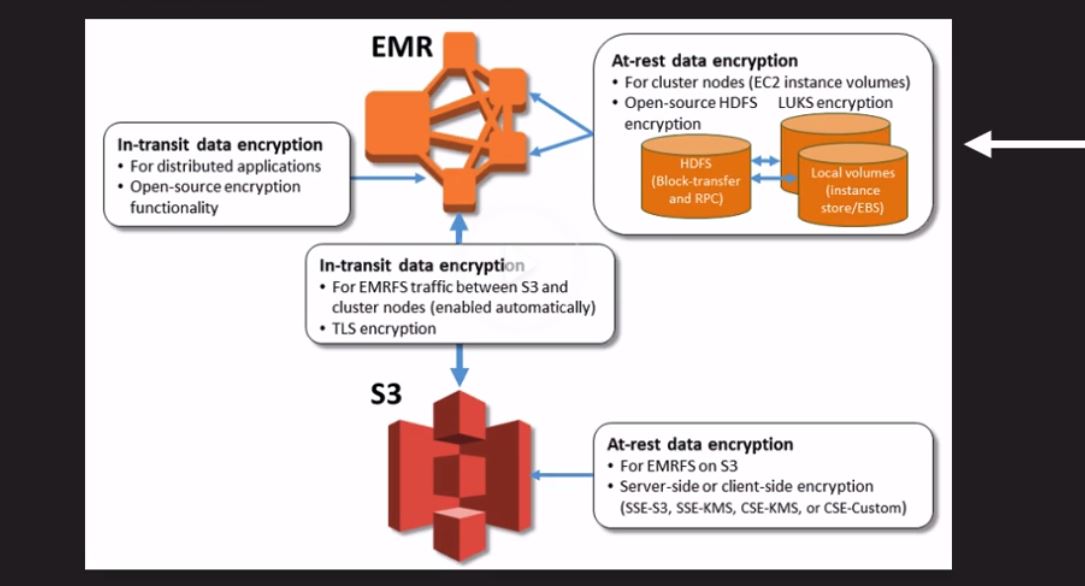 EMR
At-rest data encryption
• For cluster nodes (EC2 instance volumes)
• Open-source HDFS encryption
LUKS encryption
HDFS
(Block-transfer
and RPC)
Local volumes
(instance
store/EBS)
In-transit data encryption
• For distributed applications
• Open-source encryption
functionality
In-transit data encryption
• For EMRFS traffic between S3 and
cluster nodes (enabled automatically)
• TLS encryption
S3
At-rest data encryption
• For EMRFS on S3
• Server-side or client-side encryption
(SSE-S3, SSE-KMS, CSE-KMS, or CSE-Custom)